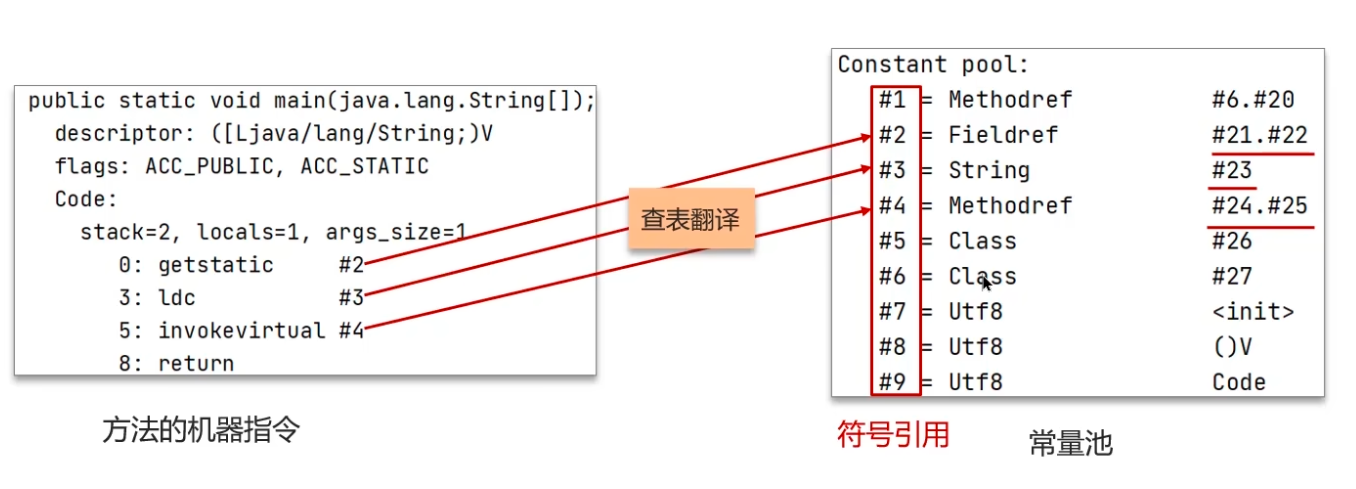 public static void main(java.lang.String[]);
descriptor: ([Ljava/lang/String;)V
flags: ACC_PUBLIC, ACC_STATIC
Code:
stack=2, locals=1, args_size=1
0: getstatic #2
3: ldc #3
5: invokevirtual #4
8: return
方法的机器指令
查表翻译
Constant pool:
#1 = Methodref #6.#20
#2 = Fieldref #21.#22
#3 = String #23
#4 = Methodref #24.#25
#5 = Class #26
#6 = Class #27
#7 = Utf8 <init>
#8 = Utf8 ()V
#9 = Utf8 Code
符号引用
常量池